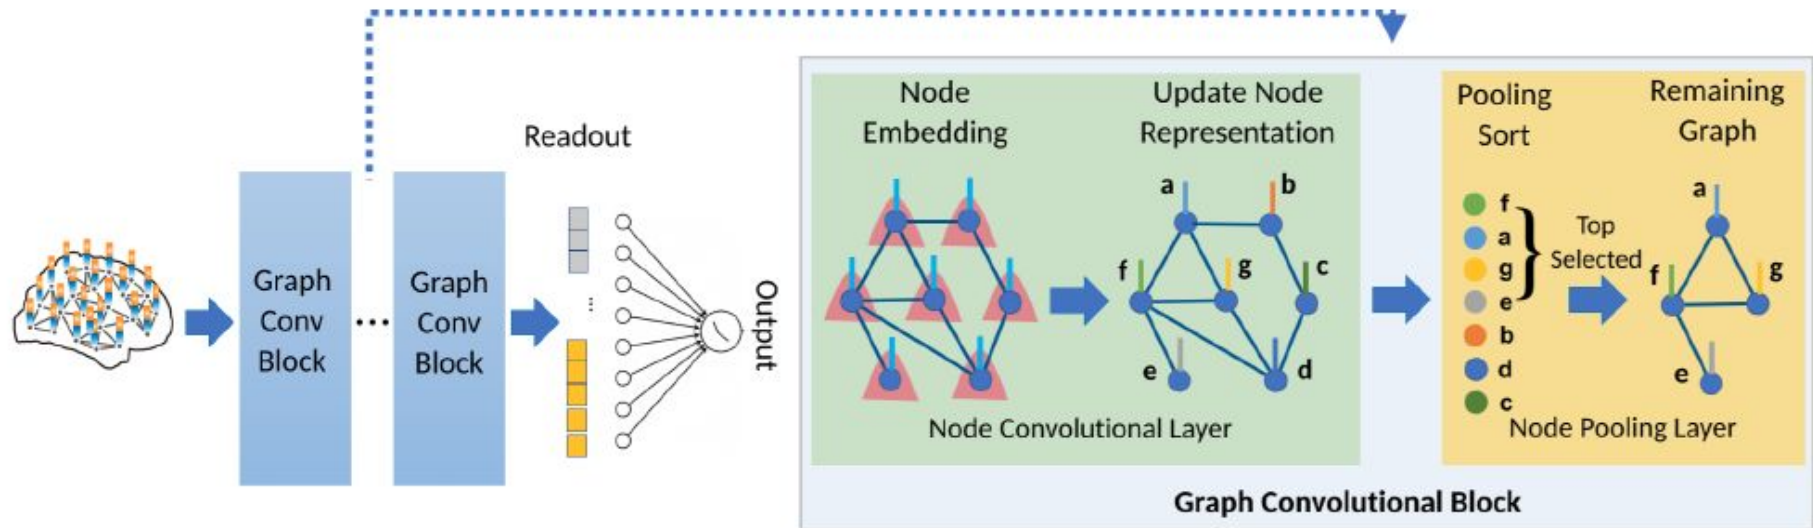 Graph
Conv
Block
...
Graph
Conv
Block
Readout
...
Output
Node
Embedding
Update Node
Representation
a
b
f
g
c
e
d
Node Convolutional Layer
Pooling
Sort
f
a
g
e
b
d
c
Top
Selected
Remaining
Graph
a
f
g
e
Node Pooling Layer
Graph Convolutional Block